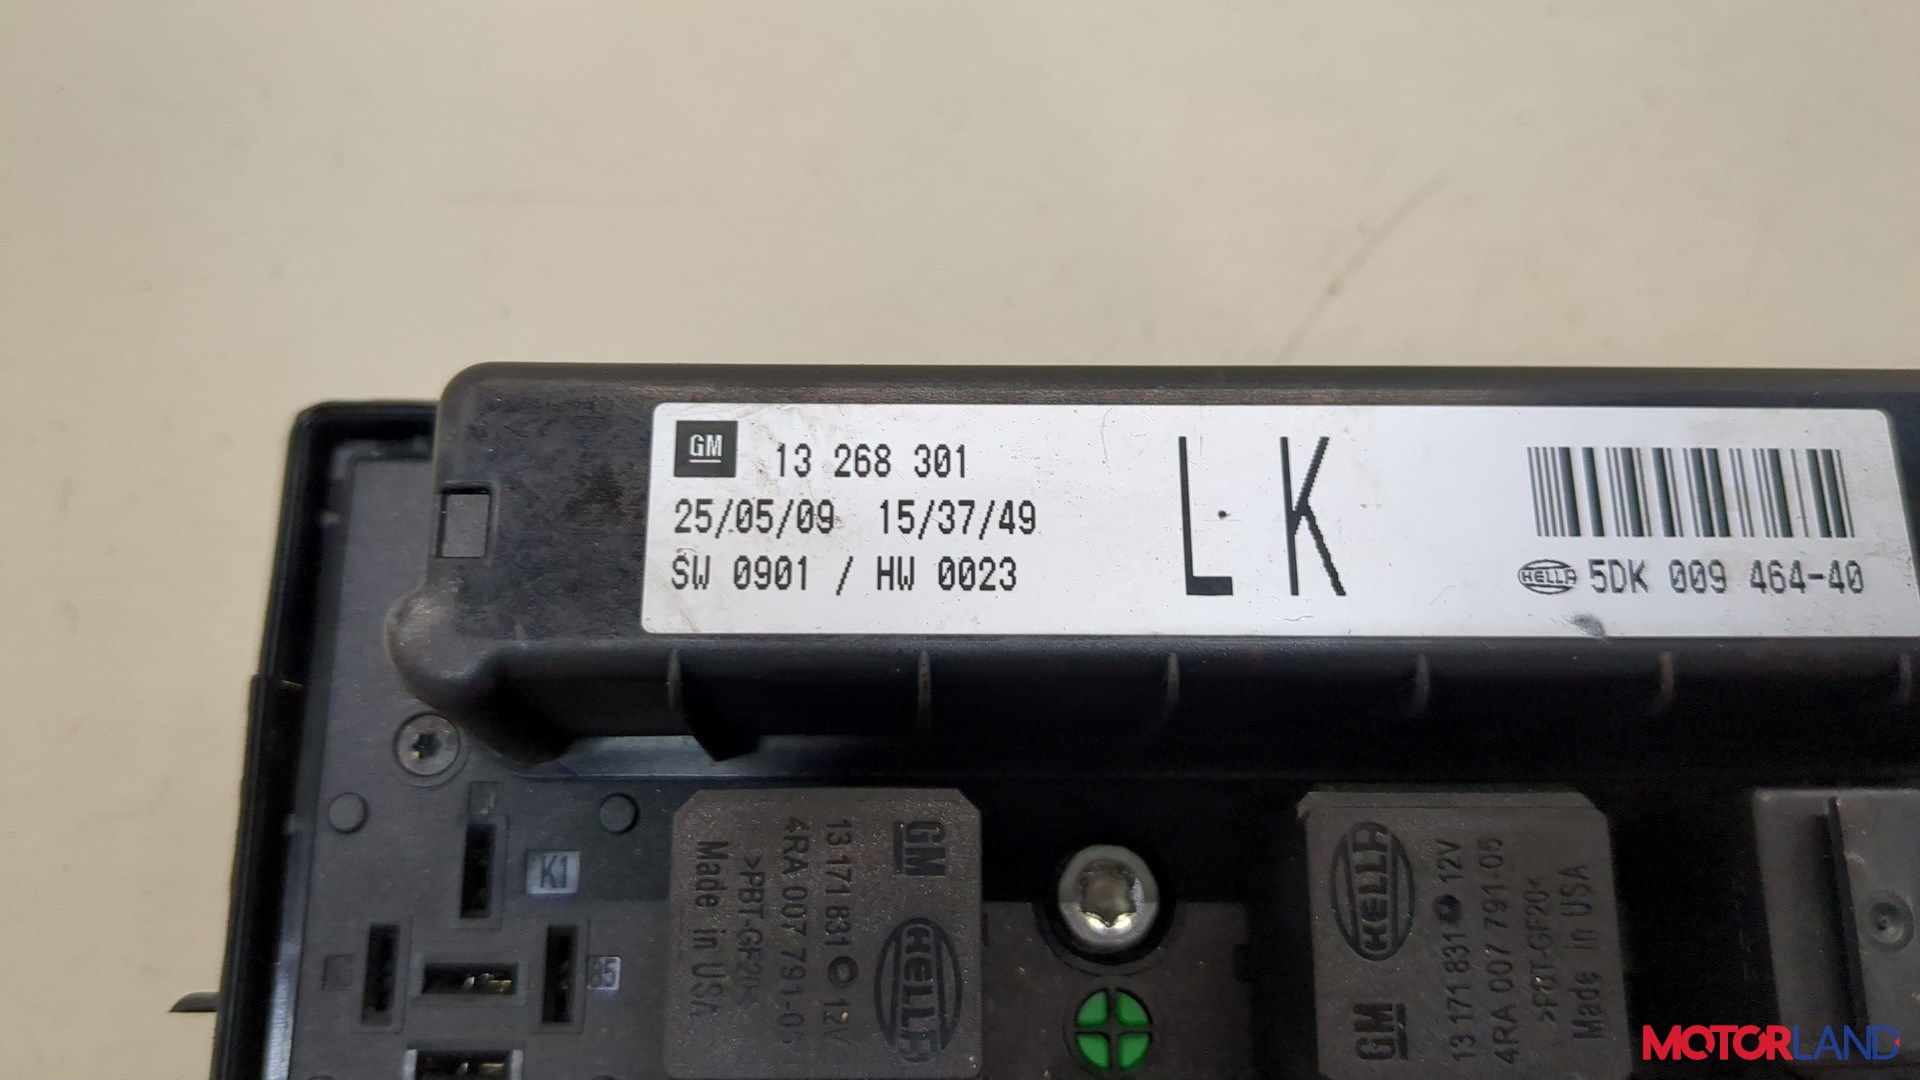 GM 13 268 301
25/05/09 15/37/49
SW 0901 / HW 0023
L K
HELLA 5DK 009 464-40
K1
85
GM HELLA
13 171 831 12V
4RA 007 791-05
>PBT-GF20<
Made in USA
GM HELLA
13 171 831 12V
4RA 007 791-05
>PBT-GF20<
Made in USA
MOTORLAND